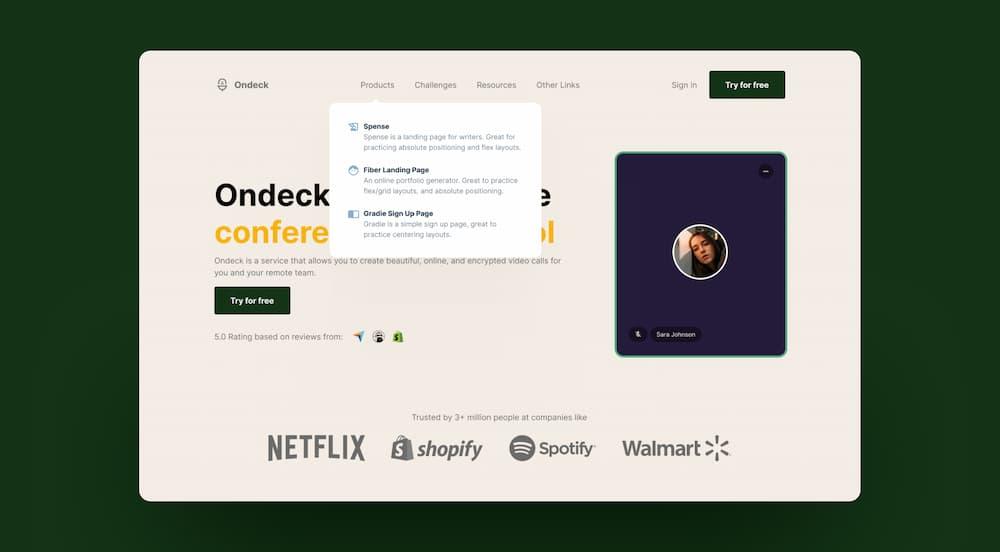 Ondeck
Products
Challenges
Resources
Other Links
Sign in
Try for free
Spense
Spense is a landing page for writers. Great for
practicing absolute positioning and flex layouts.
Fiber Landing Page
An online portfolio generator. Great to practice
flex/grid layouts, and absolute positioning.
Gradie Sign Up Page
Gradie is a simple sign up page, great to
practice centering layouts.
Ondeck e
confere ol
Ondeck is a service that allows you to create beautiful, online, and encrypted video calls for
you and your remote team.
Try for free
5.0 Rating based on reviews from:
Sara Johnson
Trusted by 3+ million people at companies like
NETFLIX
shopify
Spotify
Walmart